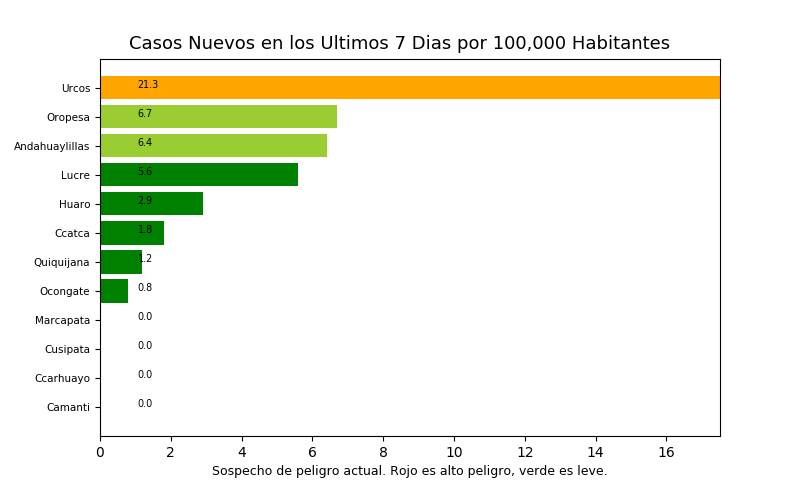 Casos Nuevos en los Ultimos 7 Dias por 100,000 Habitantes
Urcos 21.3
Oropesa 6.7
Andahuaylillas 6.4
Lucre 5.6
Huaro 2.9
Ccatca 1.8
Quiquijana 1.2
Ocongate 0.8
Marcapata 0.0
Cusipata 0.0
Ccarhuayo 0.0
Camanti 0.0
0 2 4 6 8 10 12 14 16
Sospecho de peligro actual. Rojo es alto peligro, verde es leve.